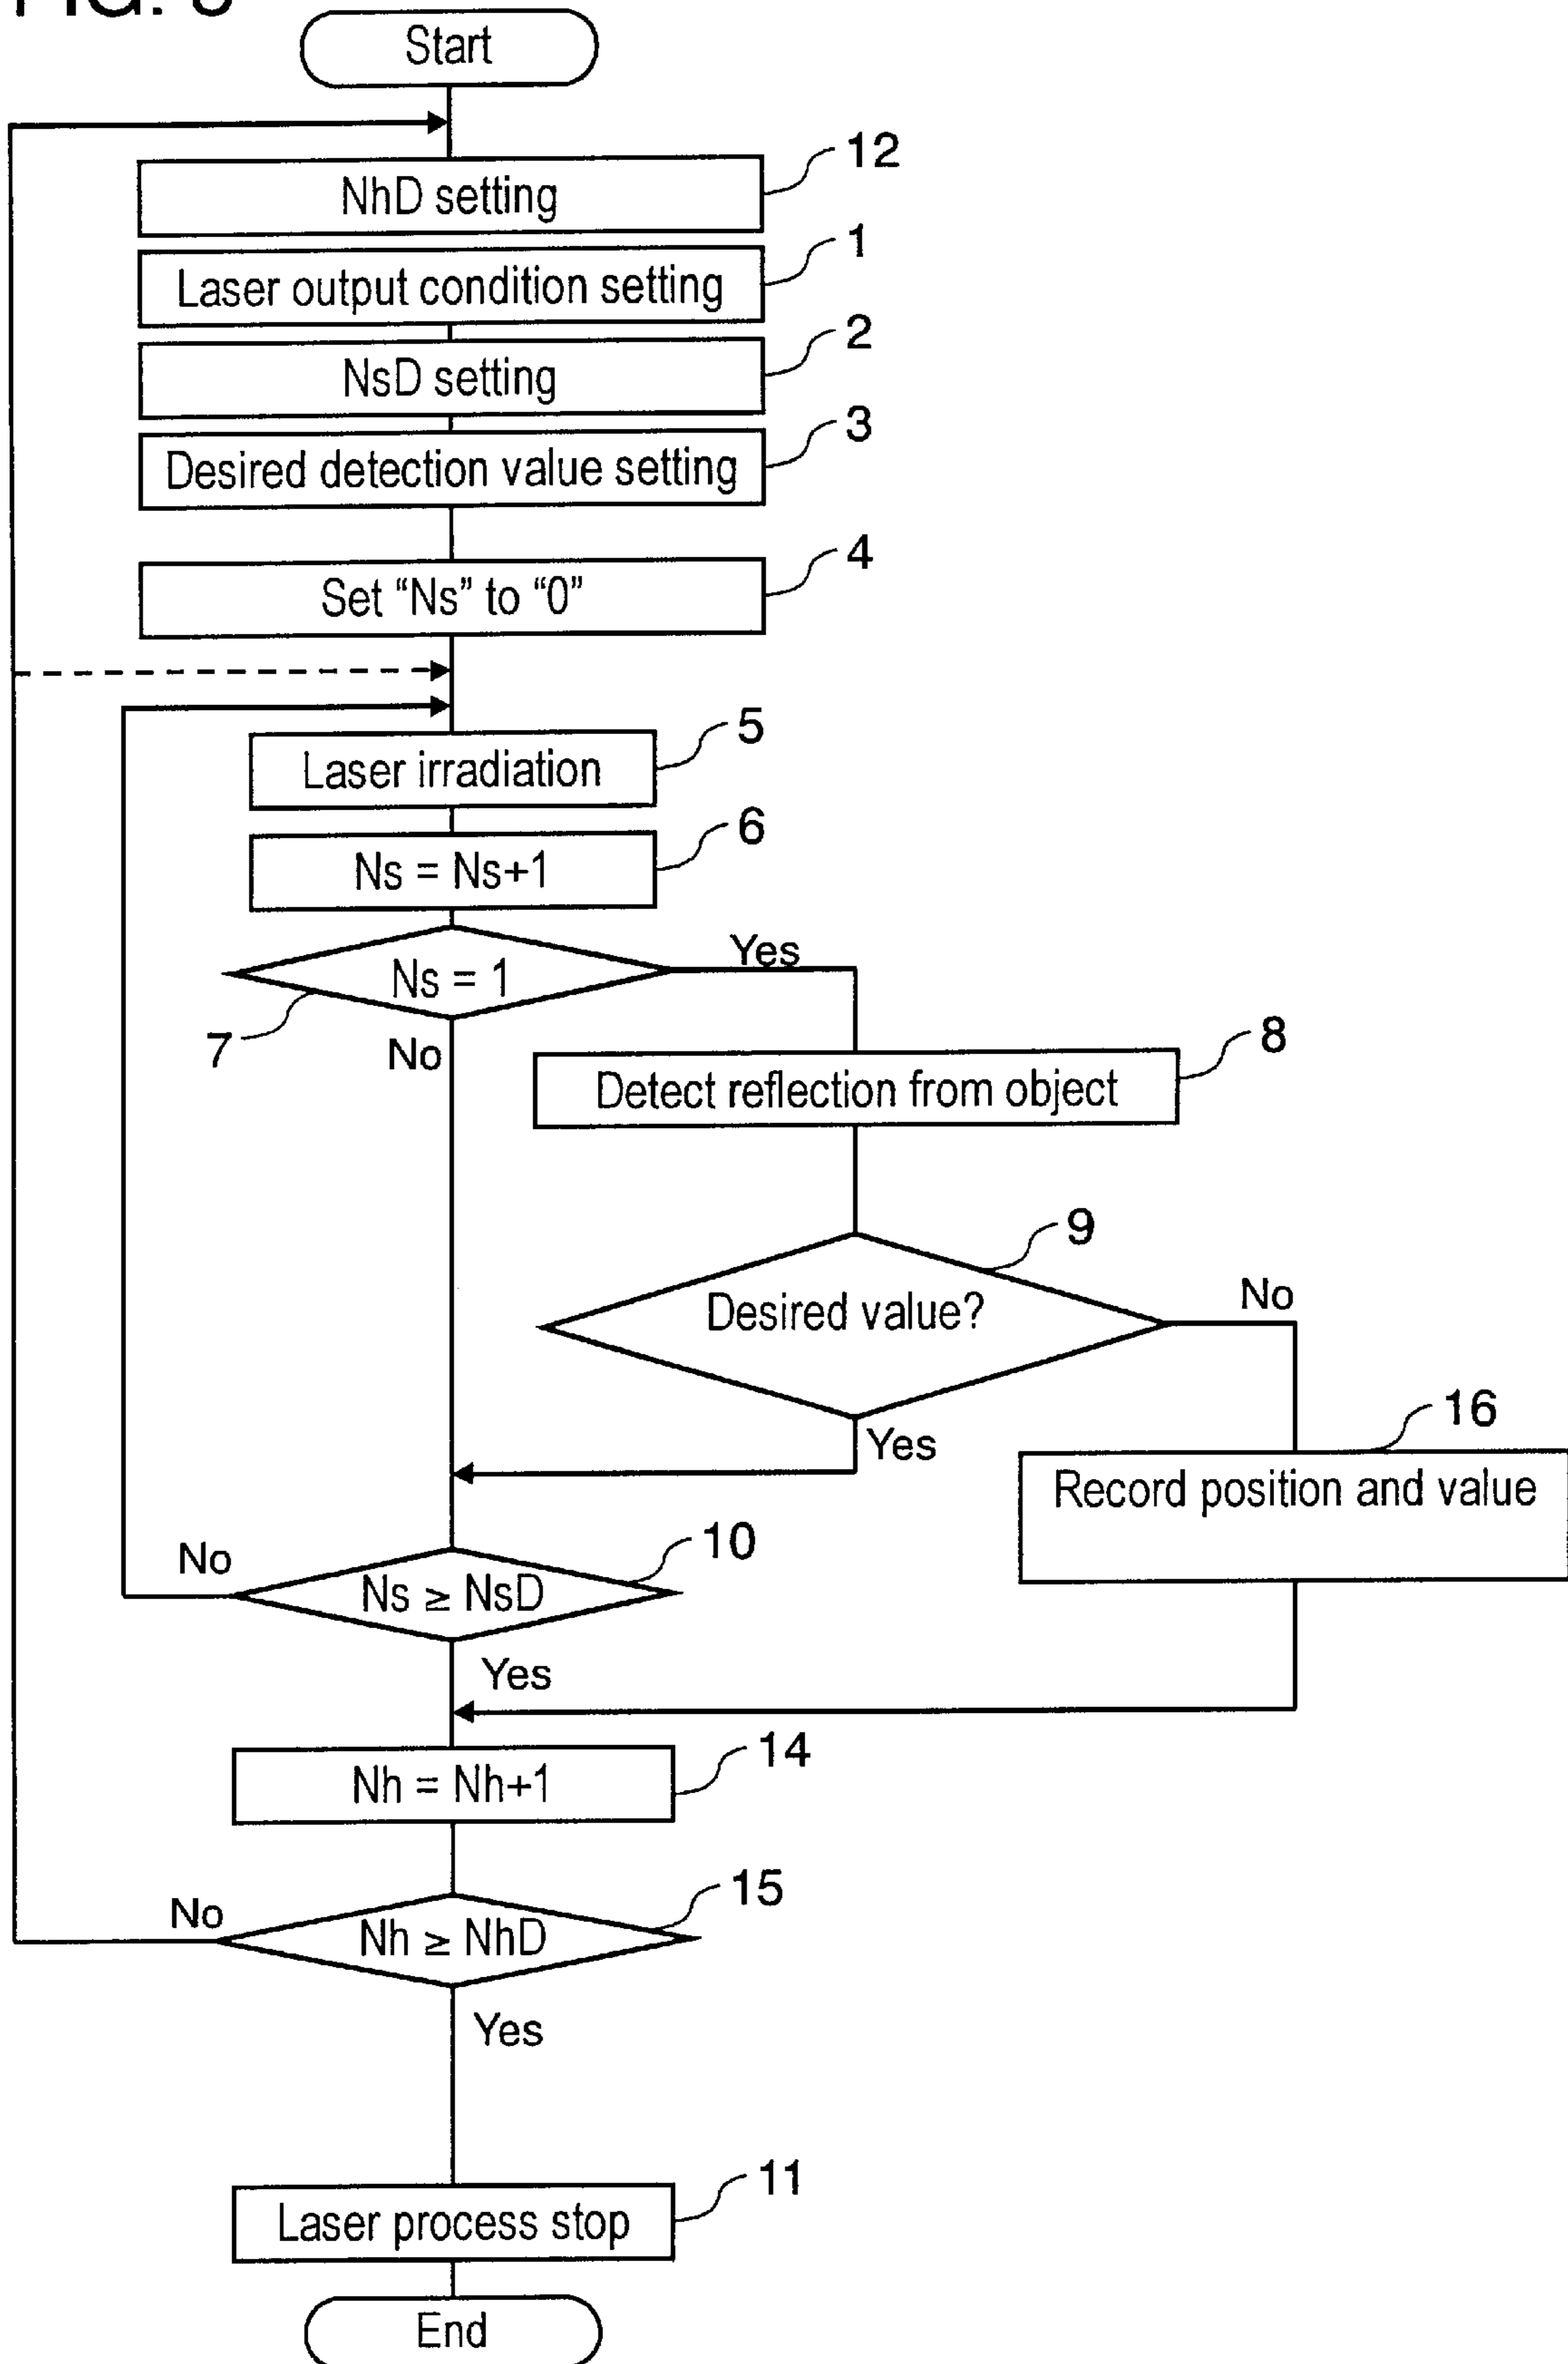 Start
12
NhD setting
1
Laser output condition setting
2
NsD setting
3
Desired detection value setting
4
Set “Ns” to “0”
5
Laser irradiation
6
Ns = Ns+1
Yes
Ns = 1
7
No
8
Detect reflection from object
9
Desired value?
No
Yes
16
Record position and value
10
No
Ns ≥ NsD
Yes
14
Nh = Nh+1
15
No
Nh ≥ NhD
Yes
11
Laser process stop
End